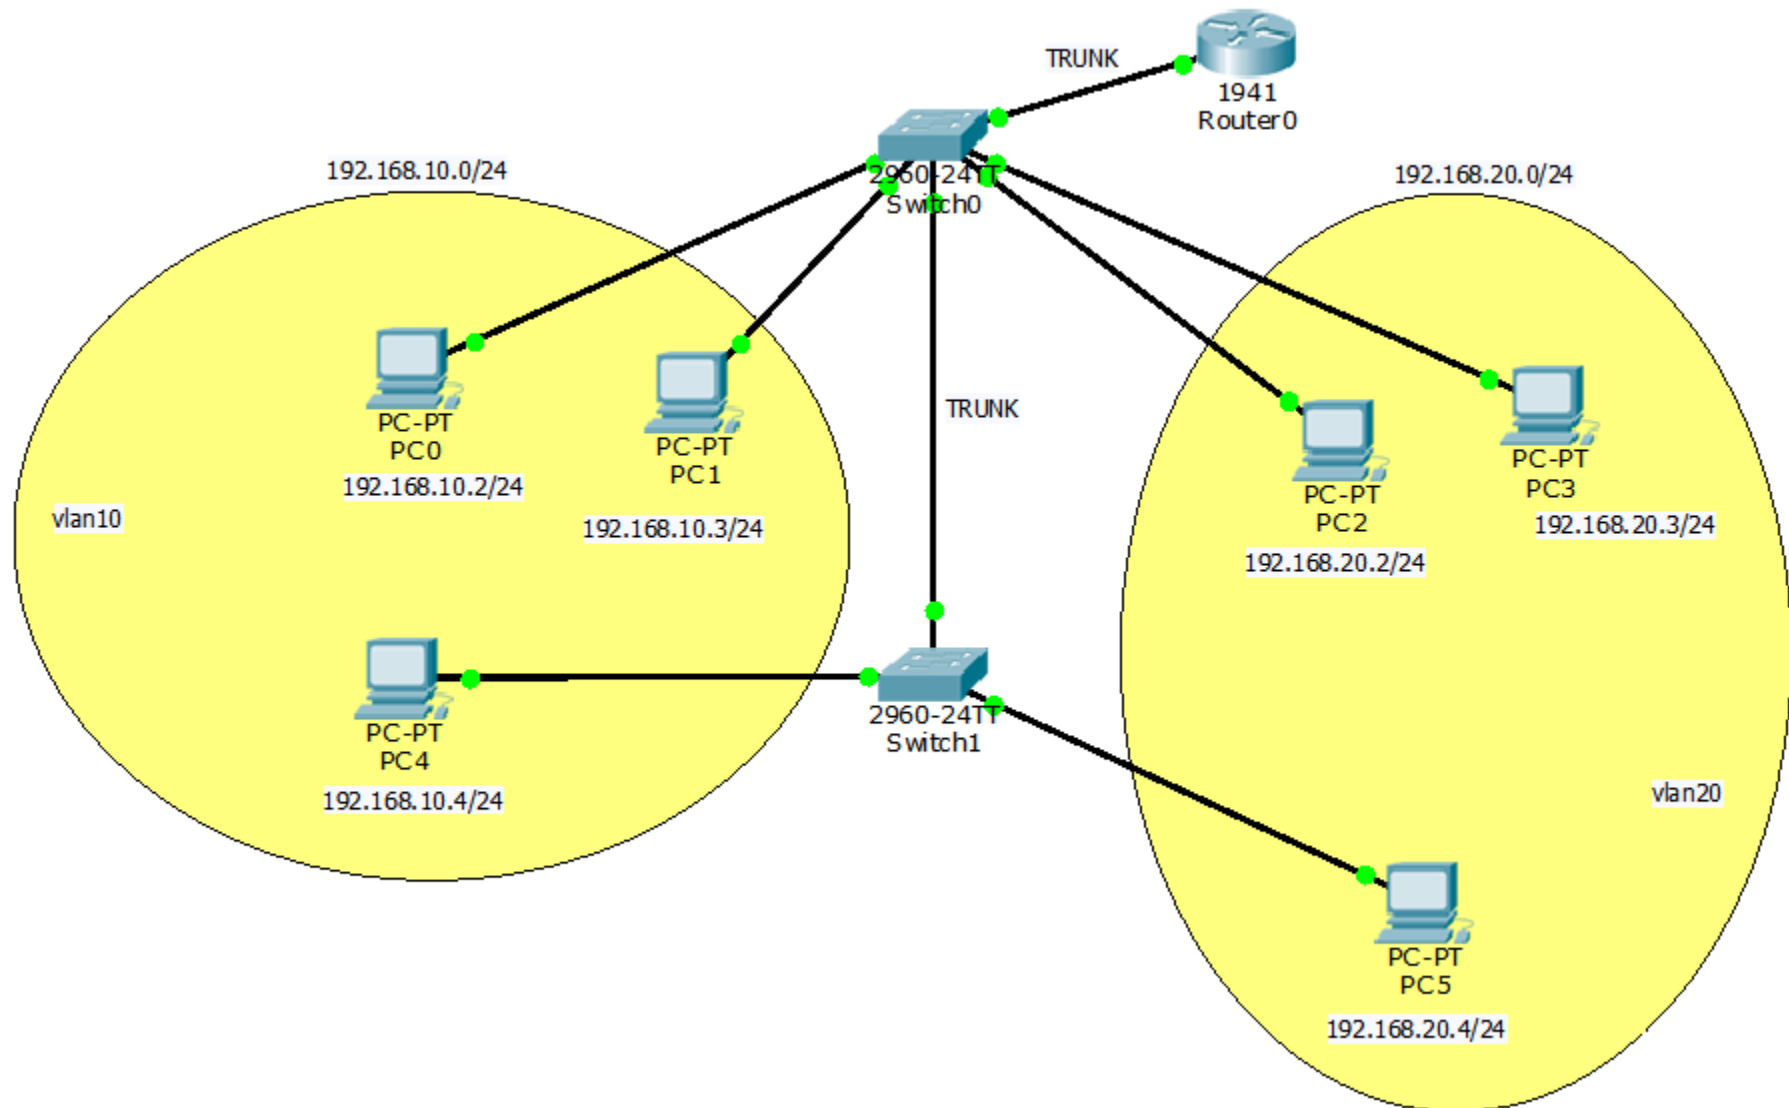 TRUNK
1941
Router0
2960-24TT
Switch0
192.168.10.0/24
192.168.20.0/24
PC-PT
PC0
192.168.10.2/24
PC-PT
PC1
192.168.10.3/24
vlan10
TRUNK
PC-PT
PC2
192.168.20.2/24
PC-PT
PC3
192.168.20.3/24
PC-PT
PC4
192.168.10.4/24
2960-24TT
Switch1
vlan20
PC-PT
PC5
192.168.20.4/24